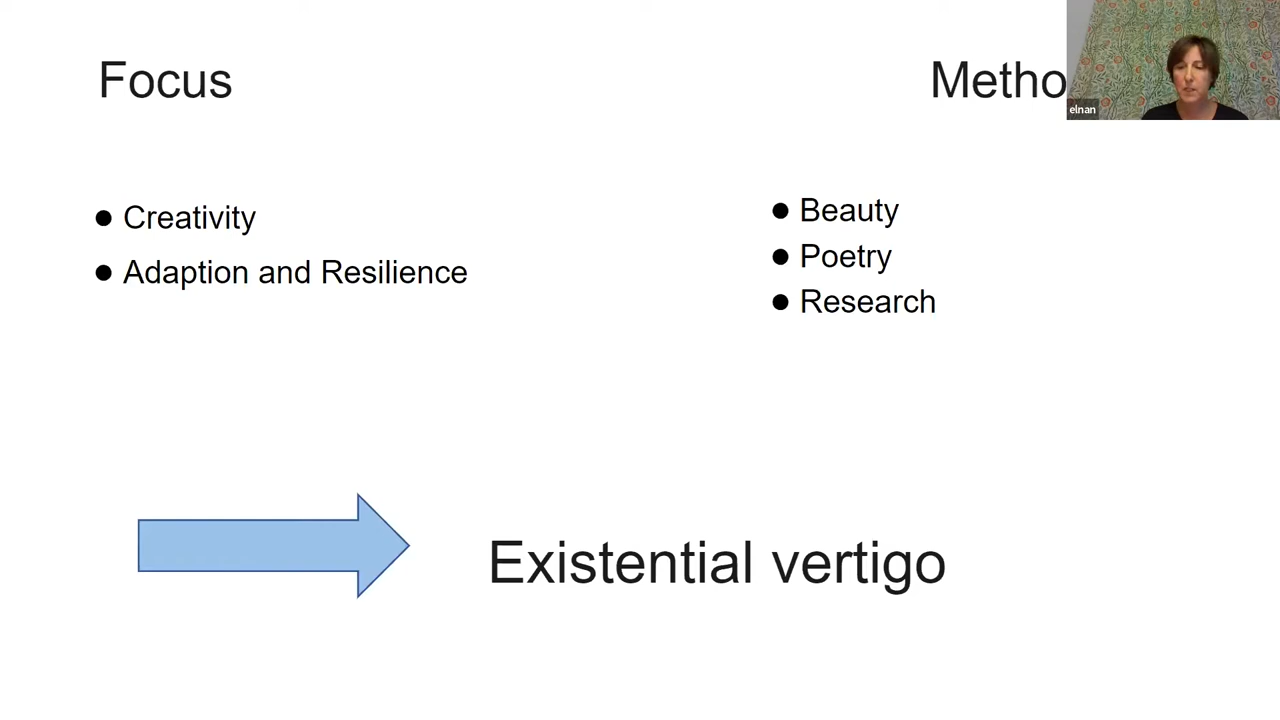 Focus
Metho
elnan
Creativity
Adaption and Resilience
Beauty
Poetry
Research
Existential vertigo